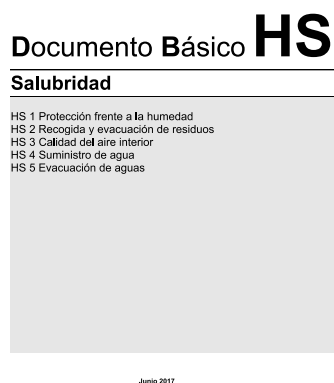 Documento Básico HS
Salubridad
HS 1 Protección frente a la humedad
HS 2 Recogida y evacuación de residuos
HS 3 Calidad del aire interior
HS 4 Suministro de agua
HS 5 Evacuación de aguas
Junio 2017